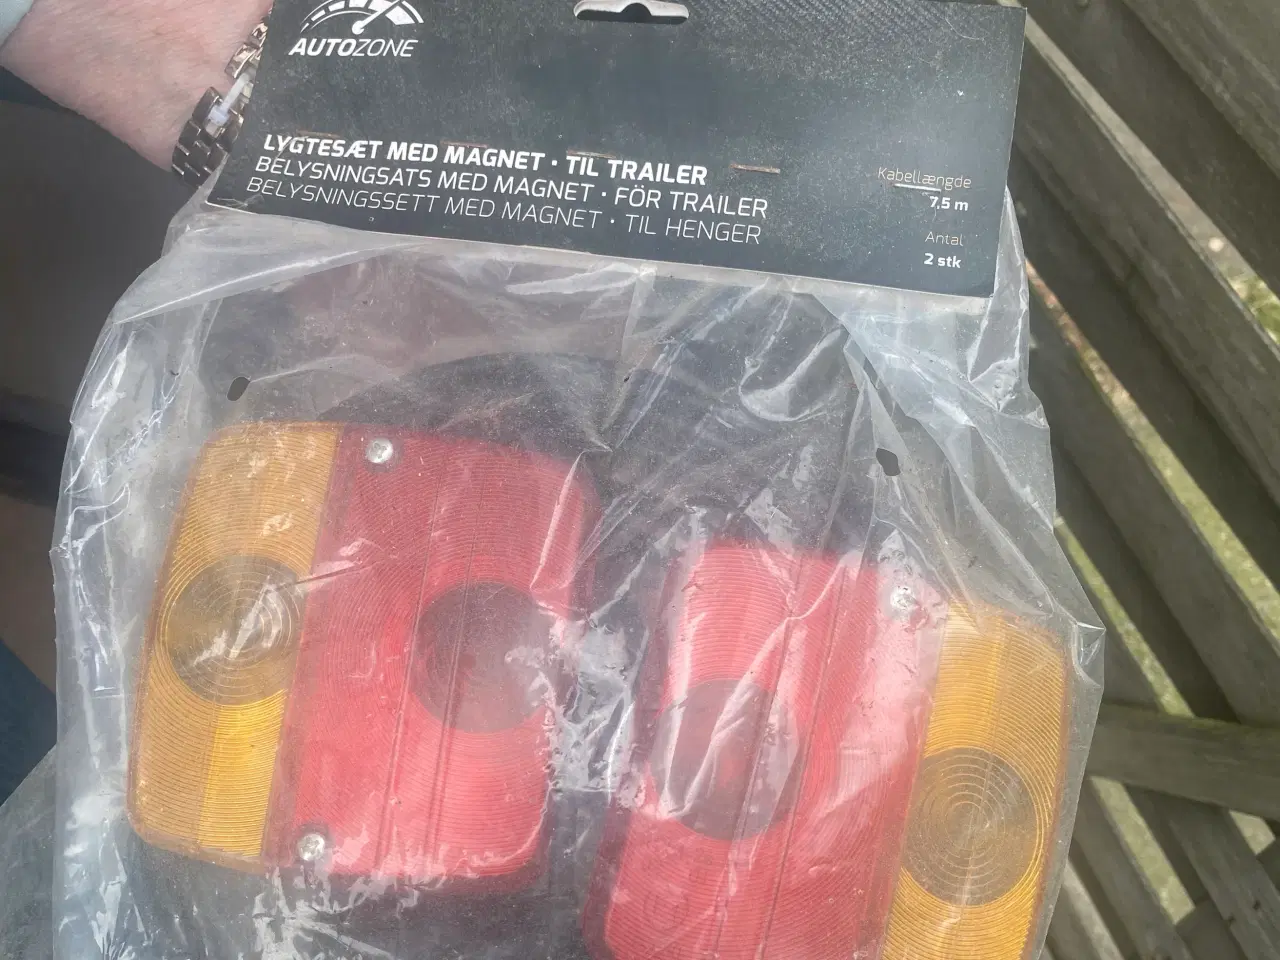 AUTOZONE
LYGTESÆT MED MAGNET · TIL TRAILER
BELYSNINGSATS MED MAGNET · FÖR TRAILER
BELYSNINGSSETT MED MAGNET · TIL HENGER
Kabellængde
7,5 m
Antal
2 stk